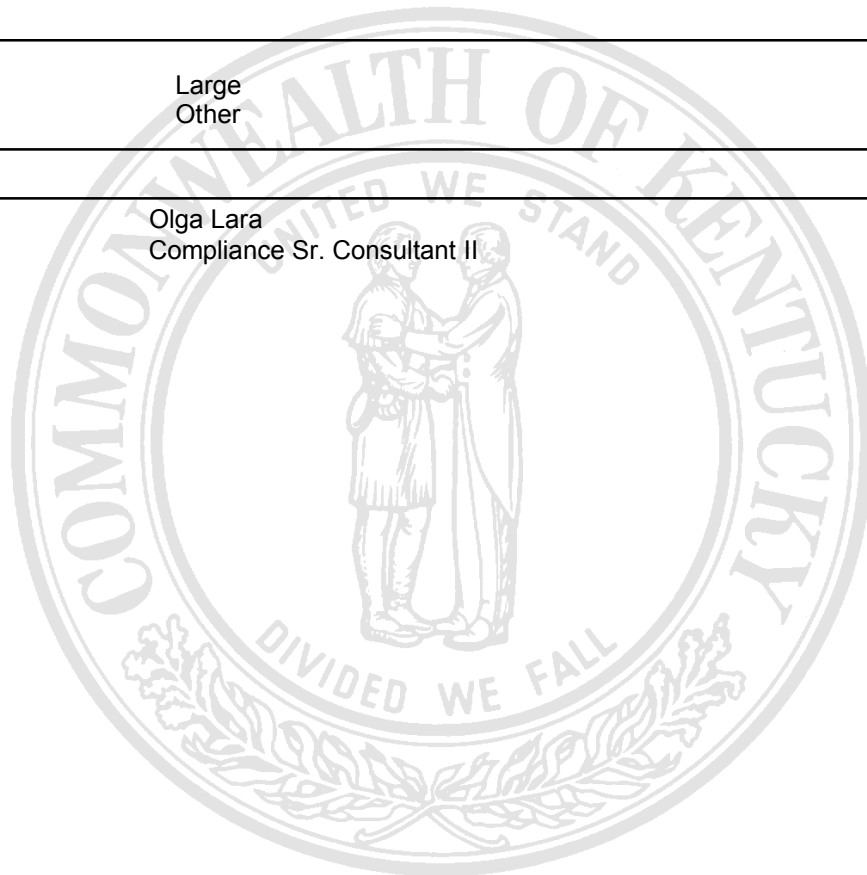 Large
Other
COMMONWEALTH OF KENTUCKY
UNITED WE STAND
Olga Lara
Compliance Sr. Consultant II
DIVIDED WE FALL